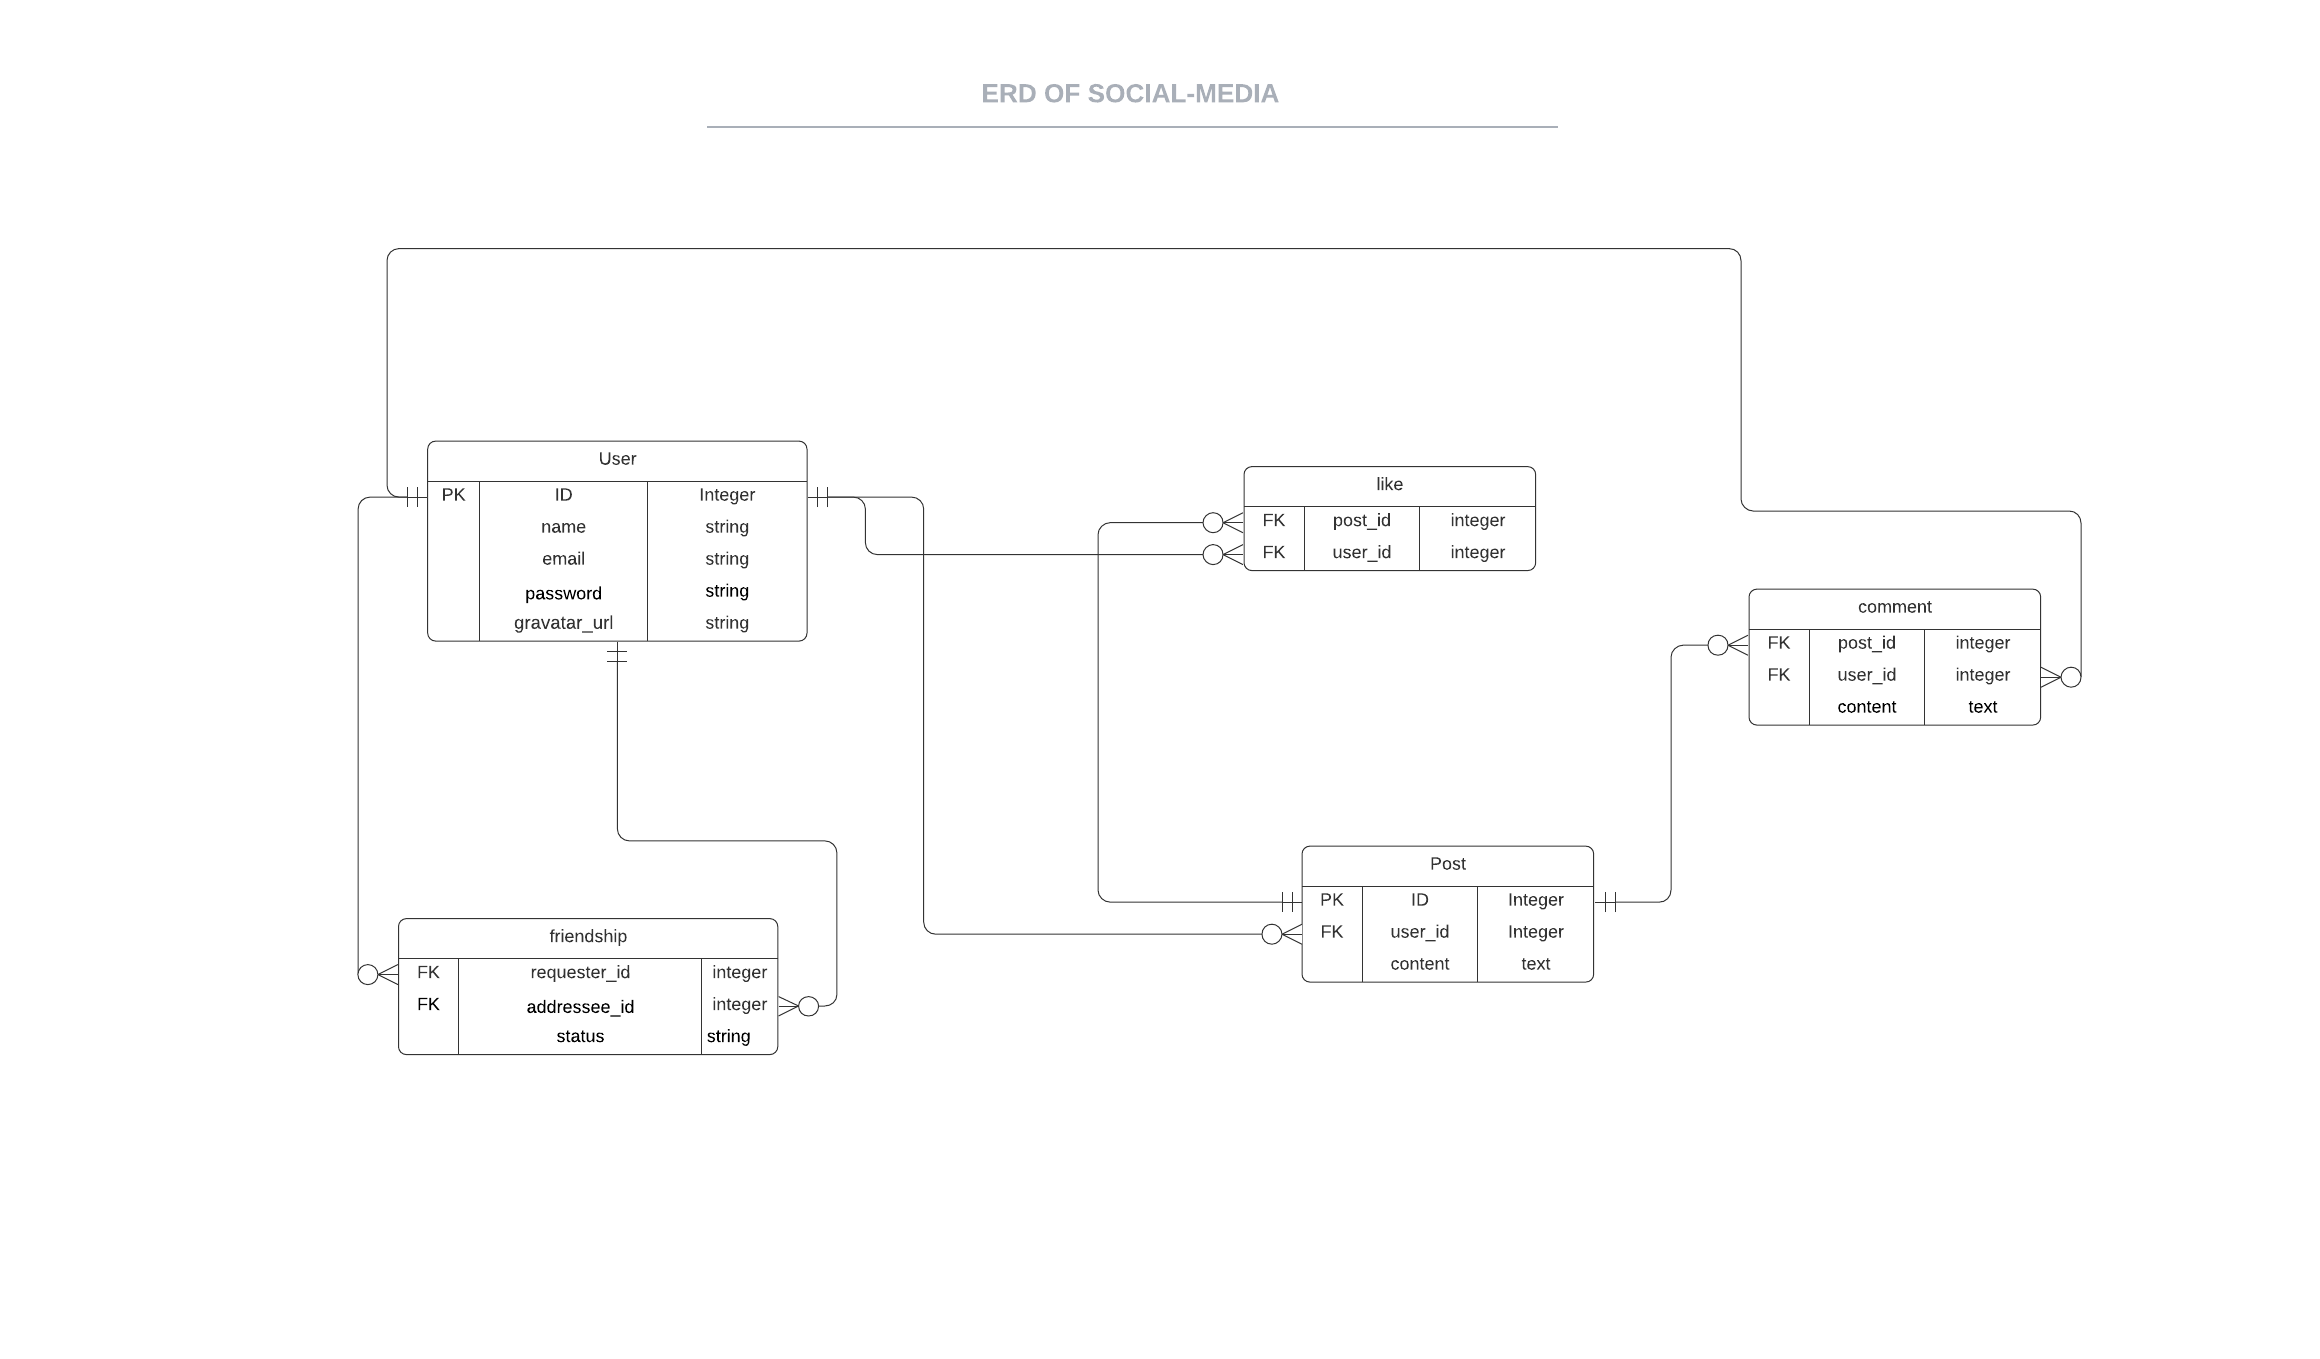 ERD OF SOCIAL-MEDIA
User
PK ID Integer
name string
email string
password string
gravatar_url string
like
FK post_id integer
FK user_id integer
comment
FK post_id integer
FK user_id integer
content text
Post
PK ID Integer
FK user_id Integer
content text
friendship
FK requester_id integer
FK addressee_id integer
status string